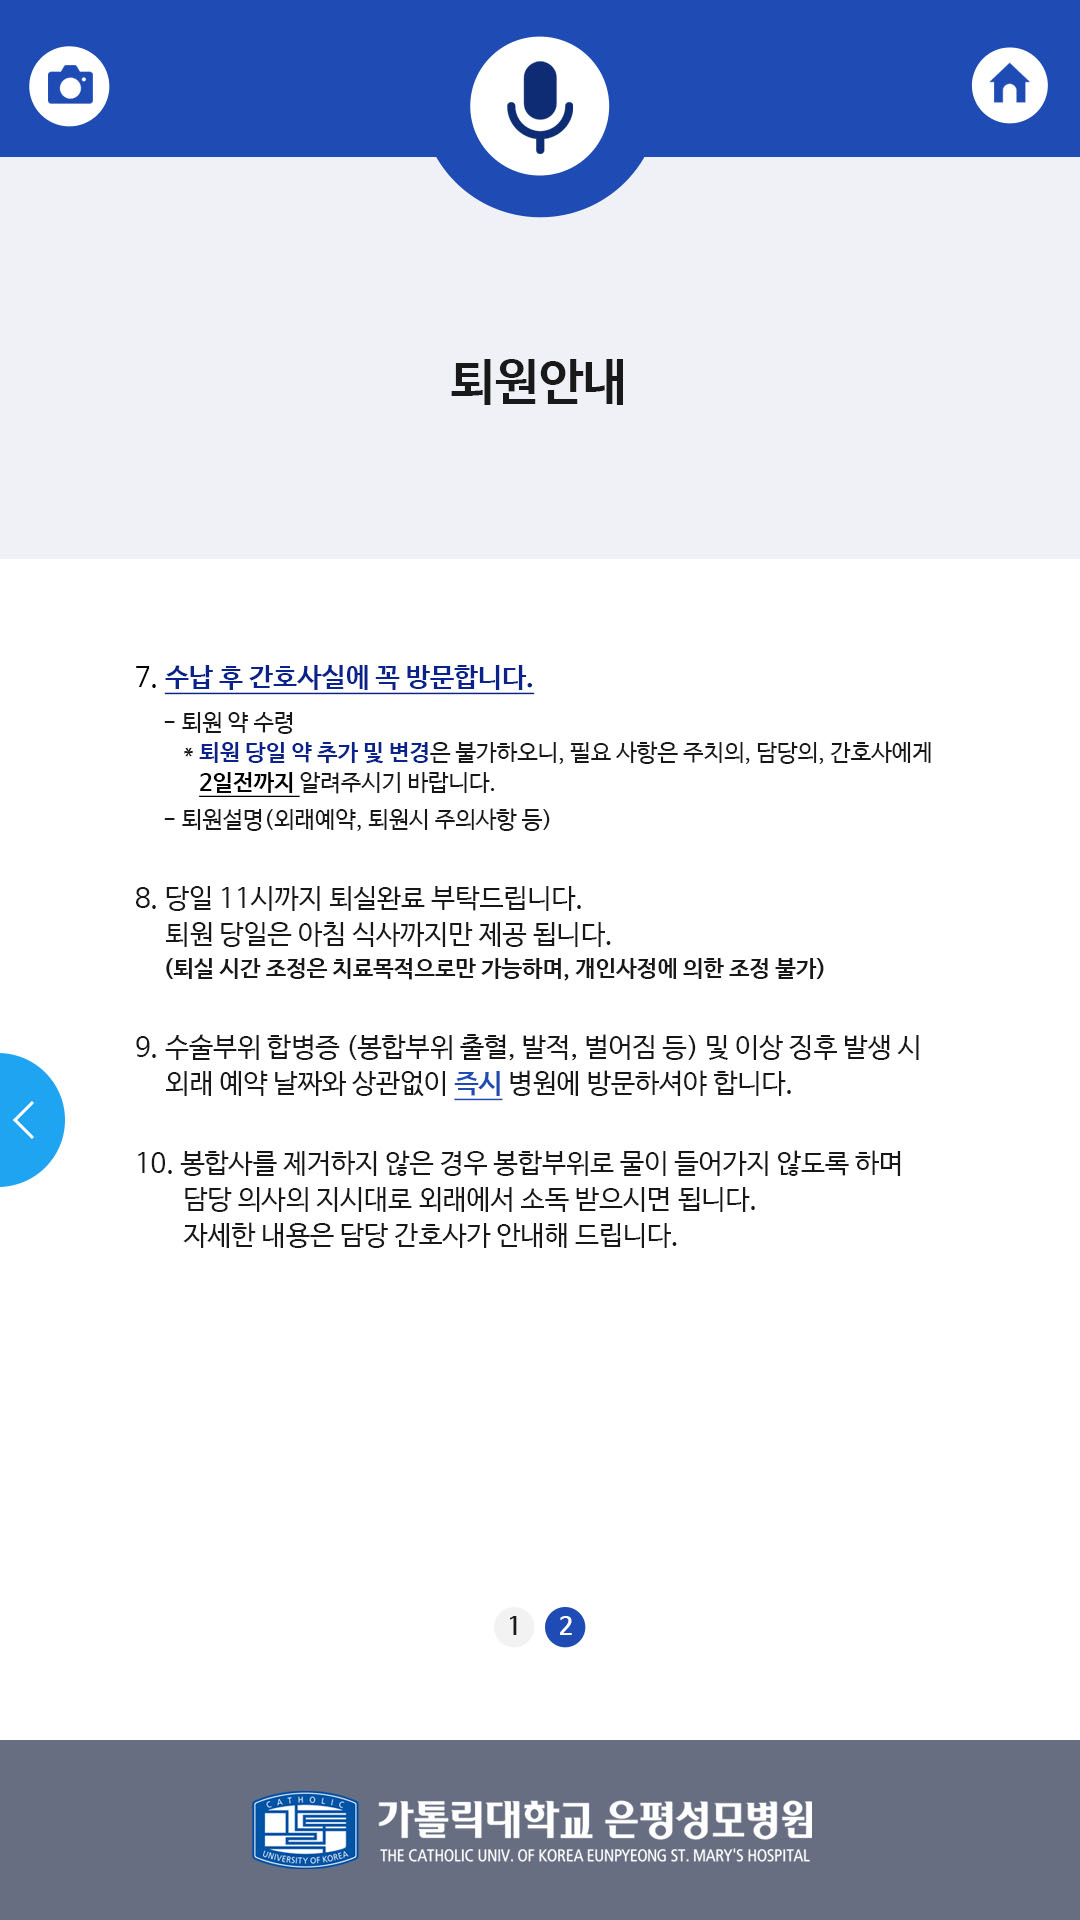 퇴원안내
7. 수납 후 간호사실에 꼭 방문합니다.
- 퇴원 약 수령
* 퇴원 당일 약 추가 및 변경은 불가하오니, 필요 사항은 주치의, 담당의, 간호사에게
2일전까지 알려주시기 바랍니다.
- 퇴원설명(외래예약, 퇴원시 주의사항 등)
8. 당일 11시까지 퇴실완료 부탁드립니다.
퇴원 당일은 아침 식사까지만 제공 됩니다.
(퇴실 시간 조정은 치료목적으로만 가능하며, 개인사정에 의한 조정 불가)
9. 수술부위 합병증 (봉합부위 출혈, 발적, 벌어짐 등) 및 이상 징후 발생 시
외래 예약 날짜와 상관없이 즉시 병원에 방문하셔야 합니다.
10. 봉합사를 제거하지 않은 경우 봉합부위로 물이 들어가지 않도록 하며
담당 의사의 지시대로 외래에서 소독 받으시면 됩니다.
자세한 내용은 담당 간호사가 안내해 드립니다.
1 2
CATHOLIC
UNIVERSITY OF KOREA
가톨릭대학교 은평성모병원
THE CATHOLIC UNIV. OF KOREA EUNPYEONG ST. MARY'S HOSPITAL